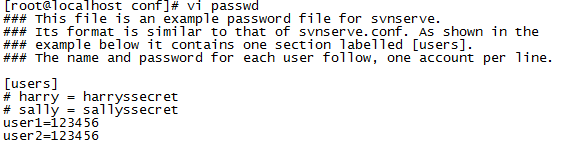 [root@localhost conf]# vi passwd
### This file is an example password file for svnserve.
### Its format is similar to that of svnserve.conf. As shown in the
### example below it contains one section labelled [users].
### The name and password for each user follow, one account per line.
[users]
# harry = harryssecret
# sally = sallyssecret
user1=123456
user2=123456